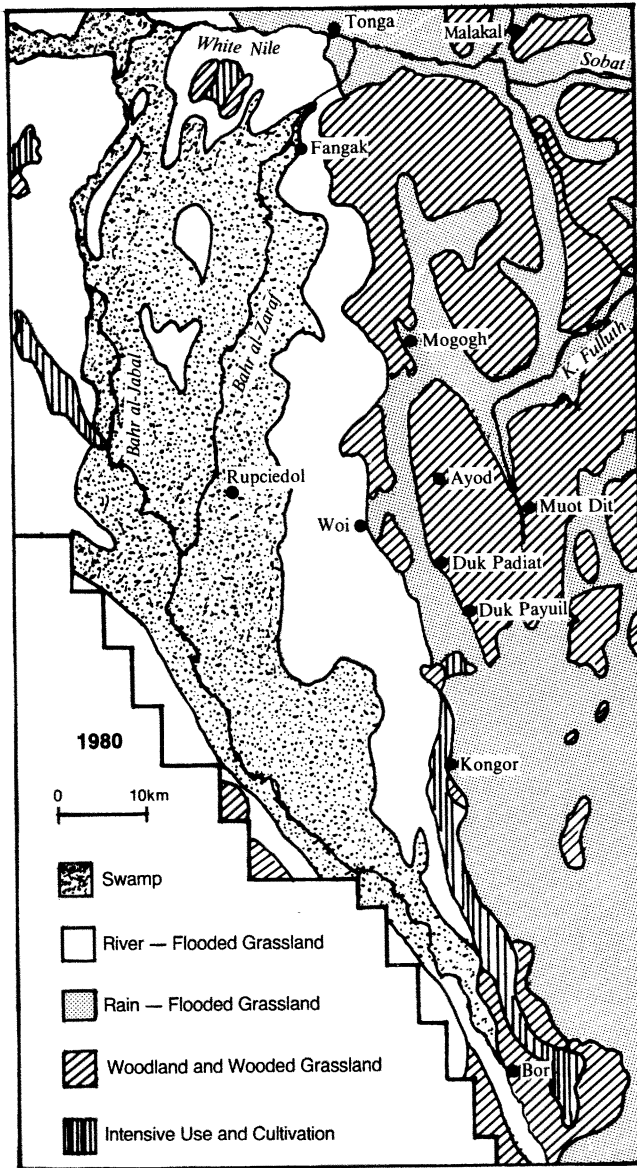 Tonga
Malakal
White Nile
Sobat
Fangak
Bahr al-Zaraf
Mogogh
K. Fulluth
Bahr al-Jabal
Rupciedol
Ayod
Muot Dit
Woi
Duk Padiat
Duk Payuil
1980
Kongor
0 10km
Swamp
River — Flooded Grassland
Rain — Flooded Grassland
Woodland and Wooded Grassland
Bor
Intensive Use and Cultivation